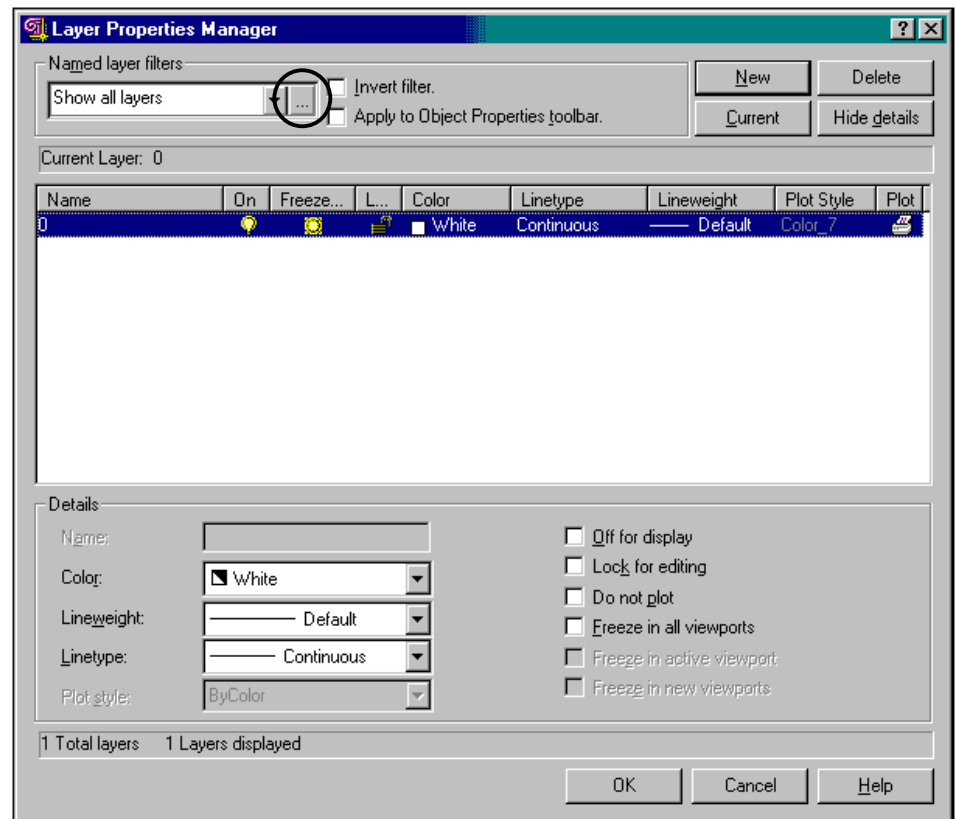 Layer Properties Manager
Named layer filters
Show all layers
...
Invert filter.
Apply to Object Properties toolbar.
New
Delete
Current
Hide details
Current Layer: 0
Name On Freeze... L... Color Linetype Lineweight Plot Style Plot
0 White Continuous Default Color_7
Details
Name:
Color: White
Lineweight: Default
Linetype: Continuous
Plot style: ByColor
Off for display
Lock for editing
Do not plot
Freeze in all viewports
Freeze in active viewport
Freeze in new viewports
1 Total layers 1 Layers displayed
OK Cancel Help